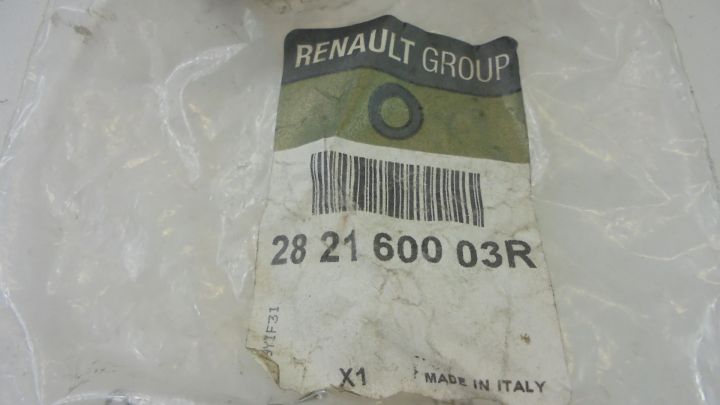 RENAULT GROUP
28 21 600 03R
X1
MADE IN ITALY